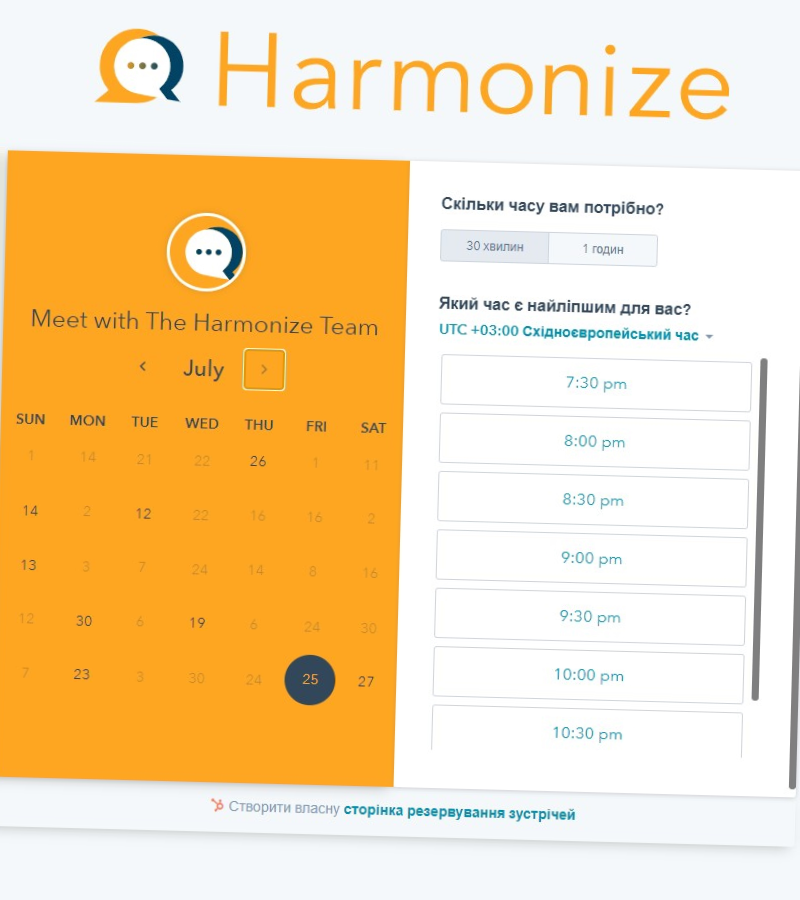 Harmonize
Meet with The Harmonize Team
July
SUN MON TUE WED THU FRI SAT
1 14 21 22 26 1 11
14 2 12 22 16 16 2
13 3 7 24 14 8 16
12 30 6 19 6 24 30
7 23 3 30 24 25 27
Скільки часу вам потрібно?
30 хвилин 1 годин
Який час є найліпшим для вас?
UTC +03:00 Східноєвропейський час
7:30 pm
8:00 pm
8:30 pm
9:00 pm
9:30 pm
10:00 pm
10:30 pm
Створити власну сторінка резервування зустрічей